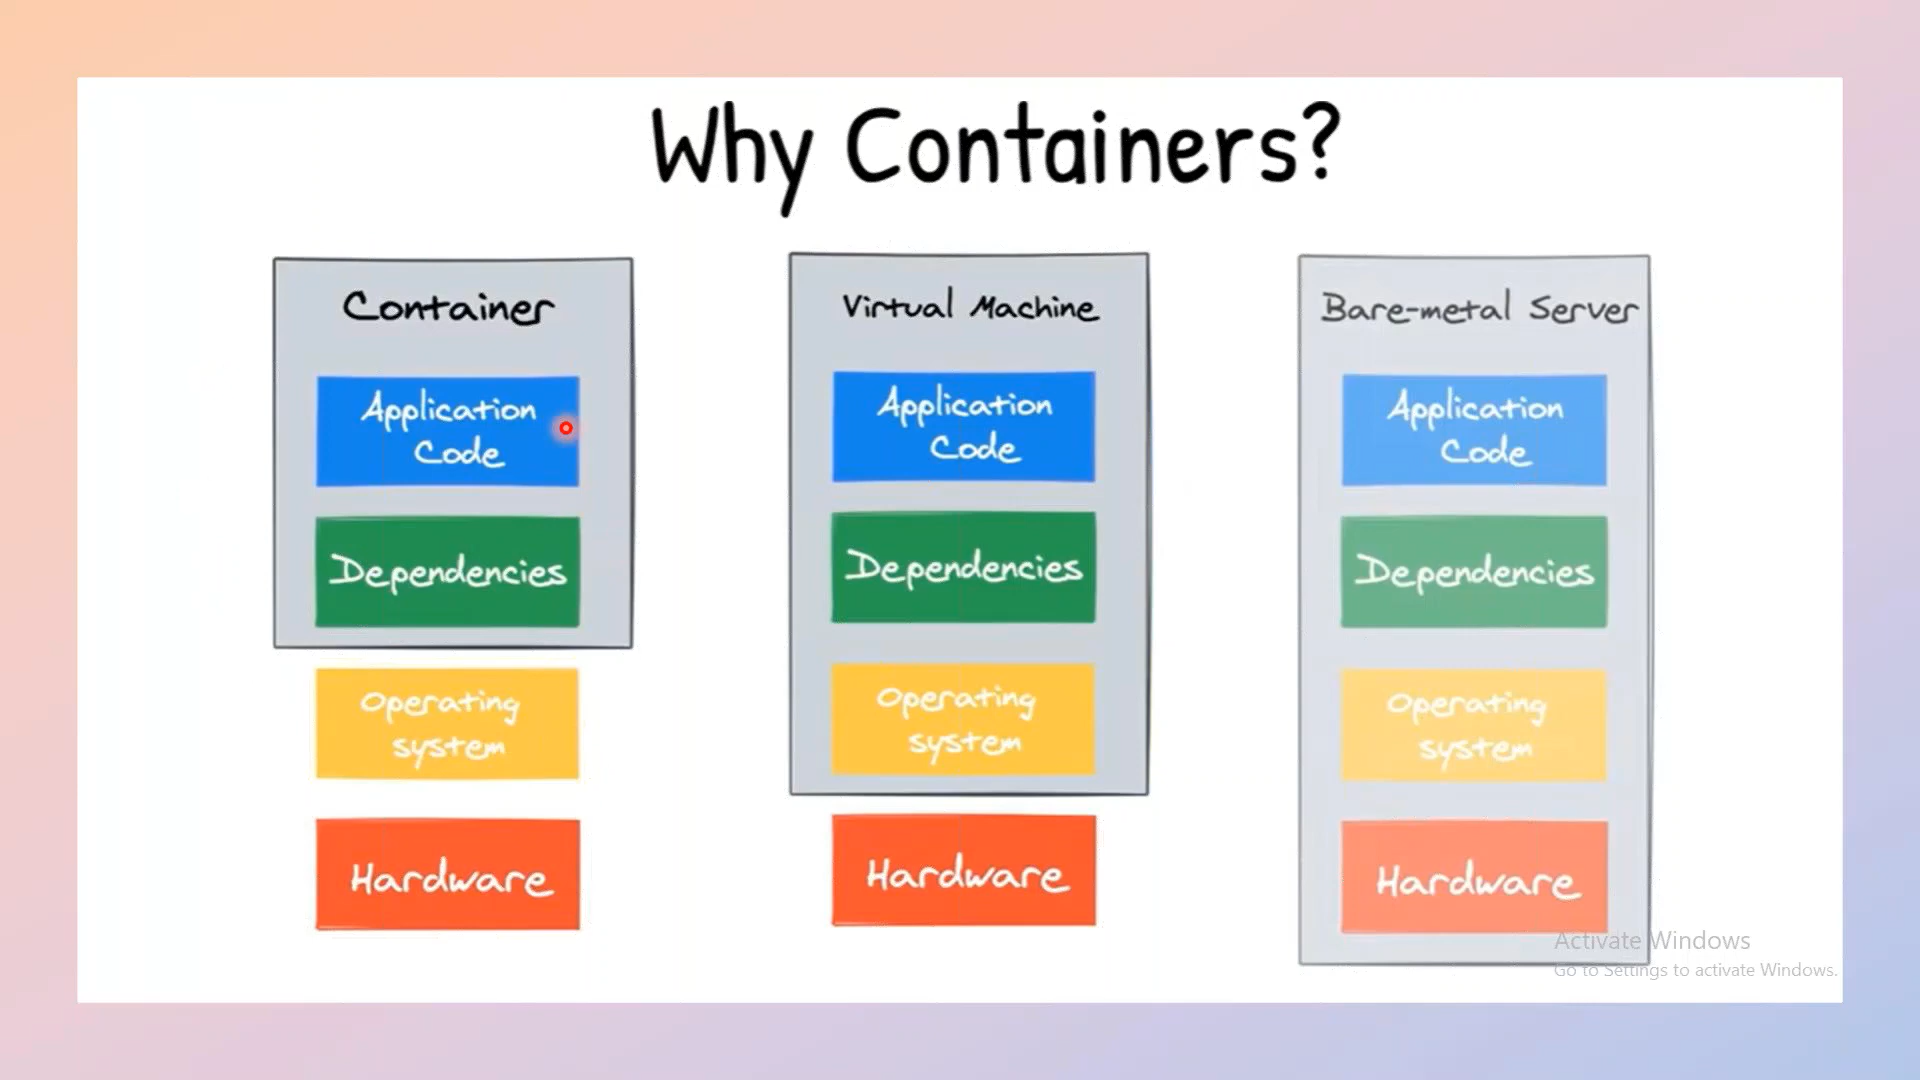 Why Containers?
Container
Application
Code
Dependencies
Operating
system
Hardware
Virtual Machine
Application
Code
Dependencies
Operating
system
Hardware
Bare-metal Server
Application
Code
Dependencies
Operating
system
Hardware
Activate Windows
Go to Settings to activate Windows.